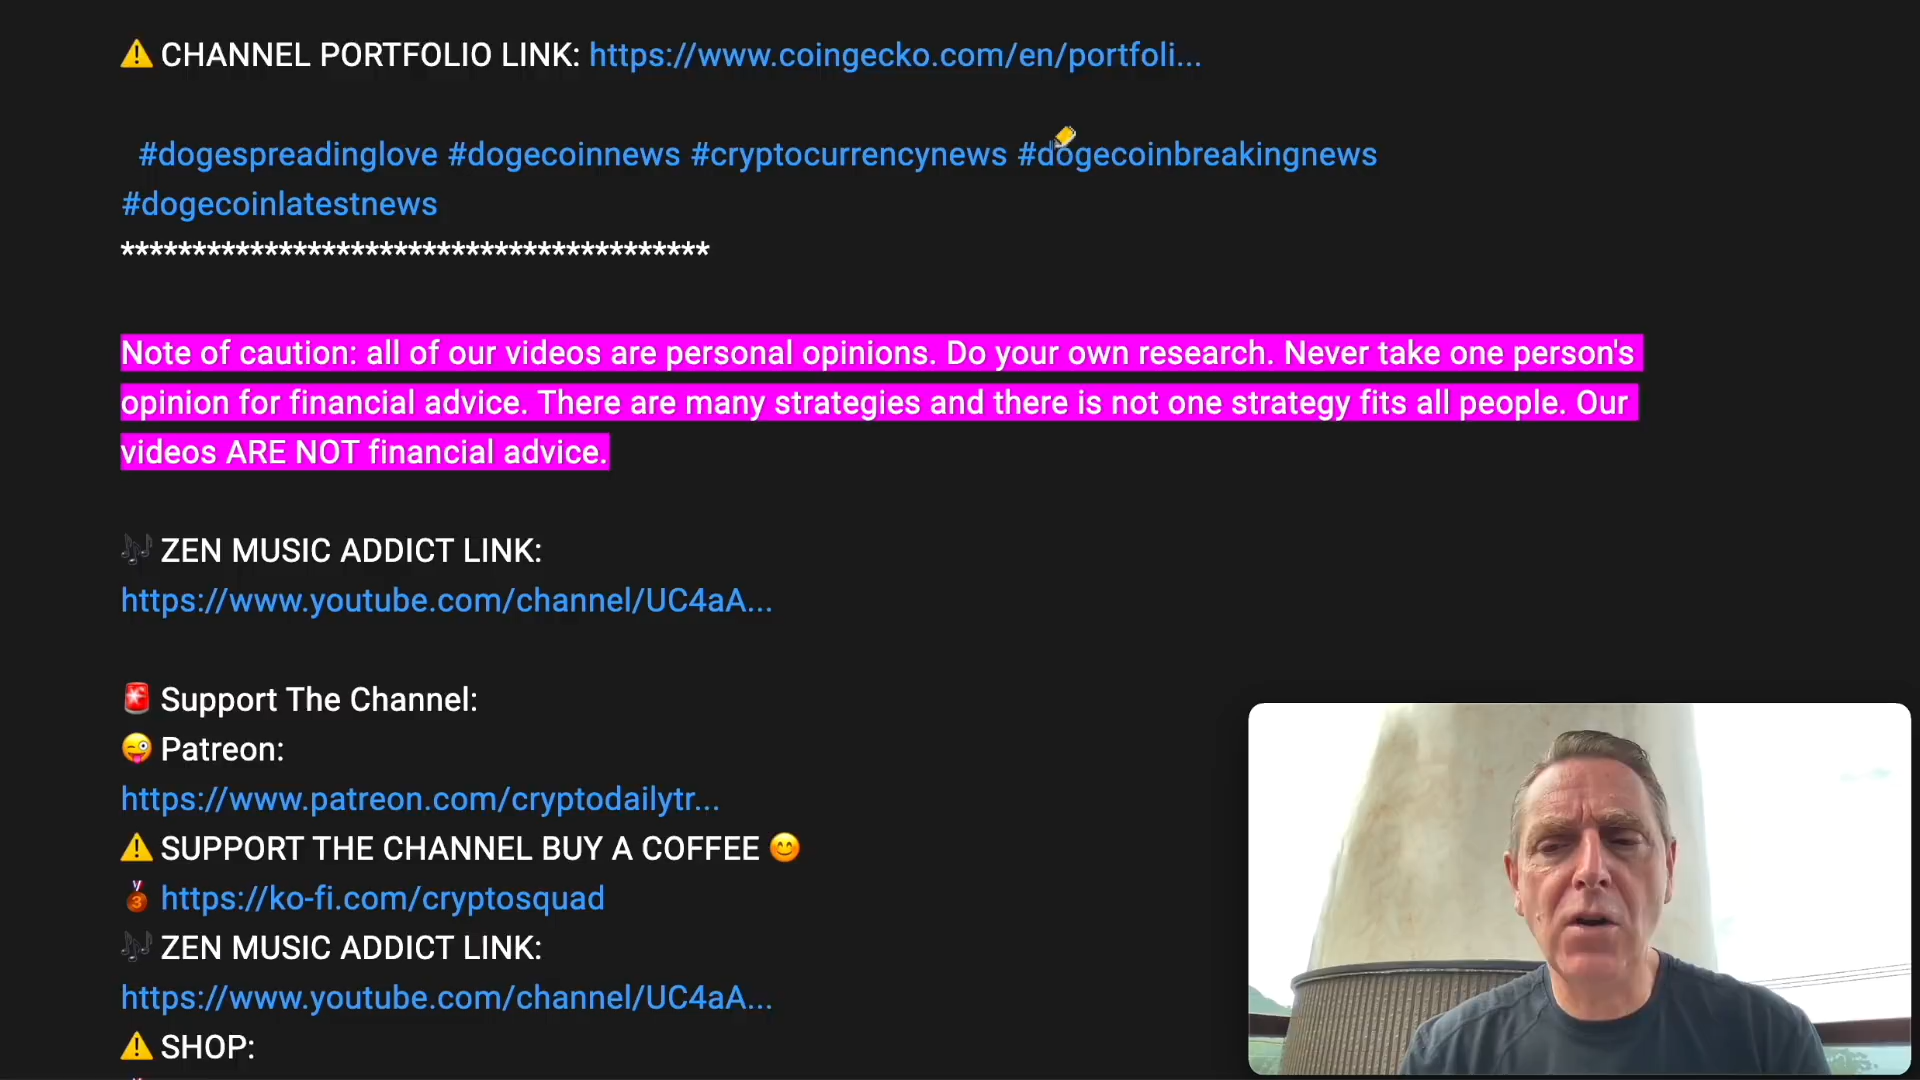 ⚠️ CHANNEL PORTFOLIO LINK: https://www.coingecko.com/en/portfoli...
#dogespreadinglove #dogecoinnews #cryptocurrencynews #dogecoinbreakingnews
#dogecoinlatestnews
*****************************************
Note of caution: all of our videos are personal opinions. Do your own research. Never take one person's
opinion for financial advice. There are many strategies and there is not one strategy fits all people. Our
videos ARE NOT financial advice.
🎶 ZEN MUSIC ADDICT LINK:
https://www.youtube.com/channel/UC4aA...
🚨 Support The Channel:
😜 Patreon:
https://www.patreon.com/cryptodailytr...
⚠️ SUPPORT THE CHANNEL BUY A COFFEE 😊
🥉 https://ko-fi.com/cryptosquad
🎶 ZEN MUSIC ADDICT LINK:
https://www.youtube.com/channel/UC4aA...
⚠️ SHOP: